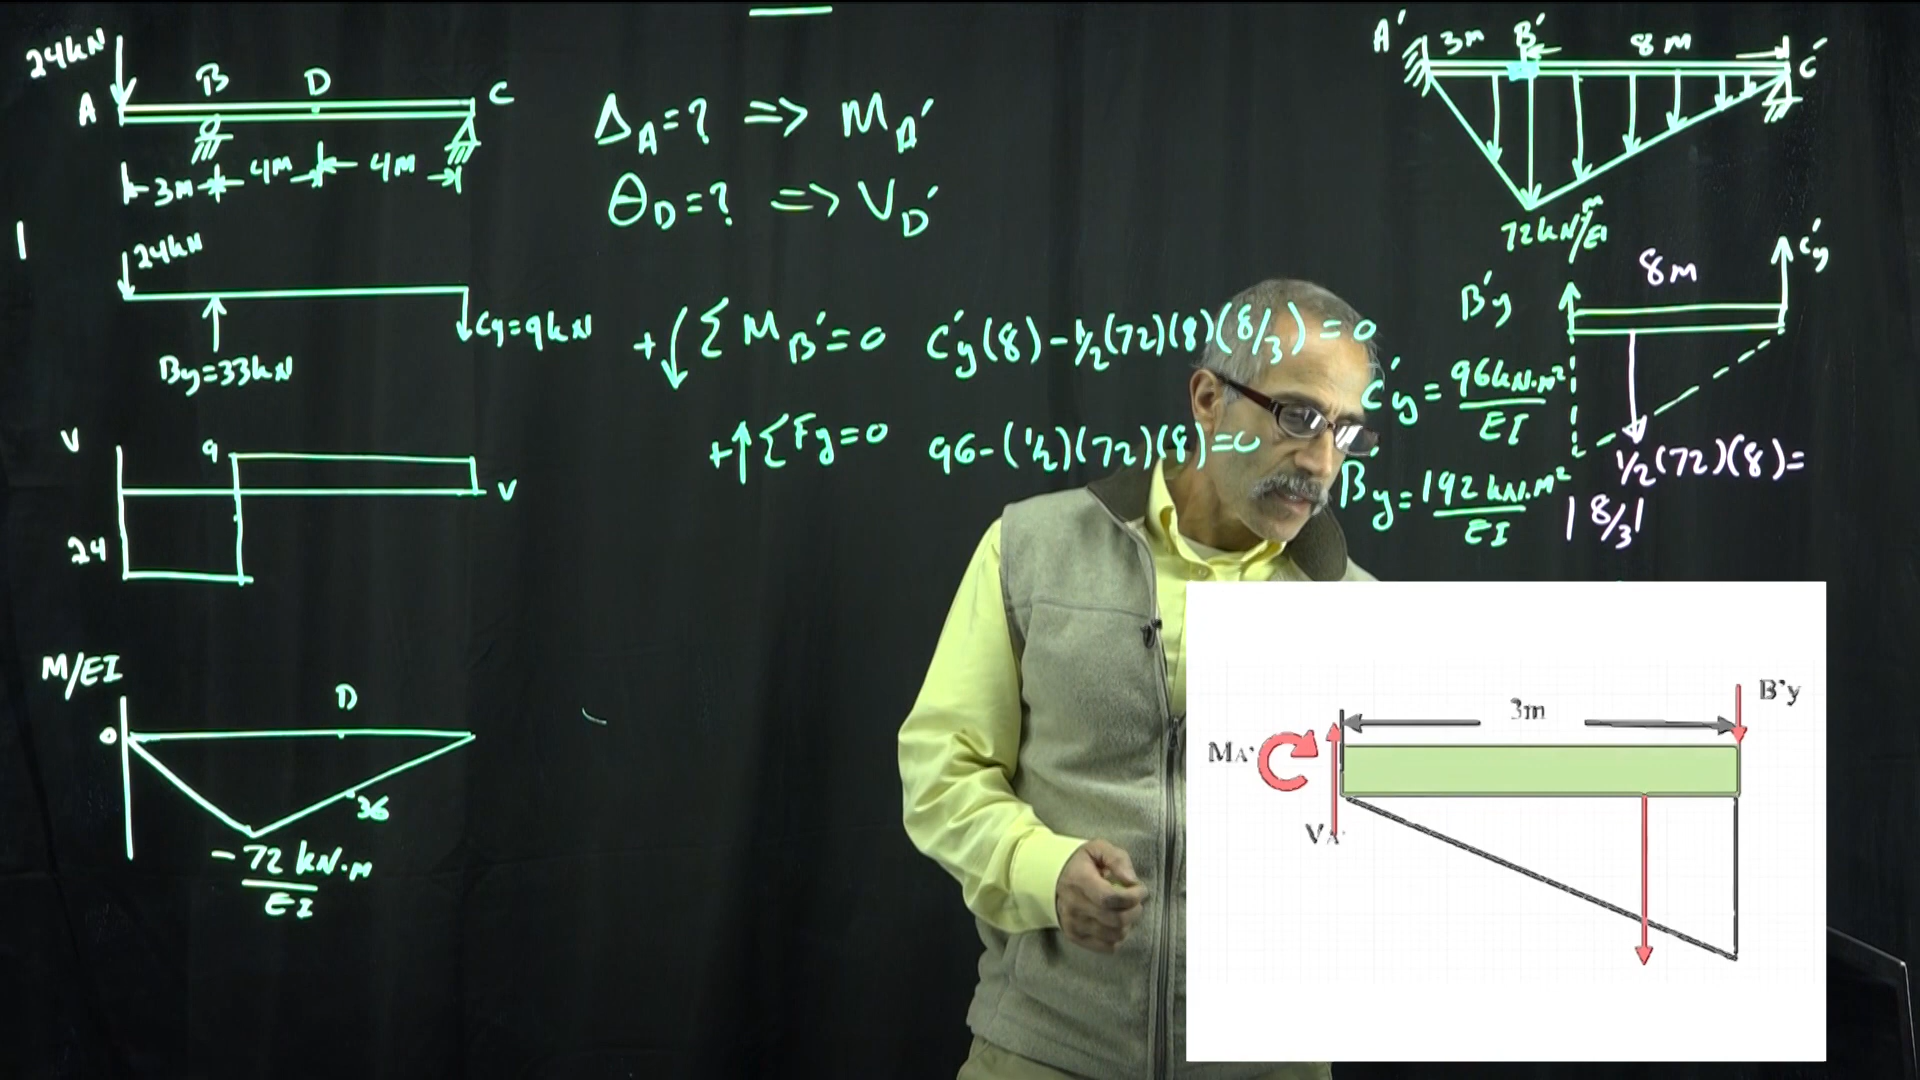 24kN
A B D C
3m 4m 4m
24kN
By=33kN
Cy=9kN
V
9
24
V
M/EI
0
D
36
-72 kN·m
EI
ΔA=? => MA'
θD=? => VD'
+ ΣMB'=0 C'y(8)-½(72)(8)(8/3)=0
+↑ΣFy=0 96-(½)(72)(8)=0
A' 3m B' 8m C'
72kN·m/EI
B'y 8m C'y
C'y = 96kN·m²
EI
B'y = 192kN·m²
EI
½(72)(8)=
8/3
MA'
3m
B'y
VA'